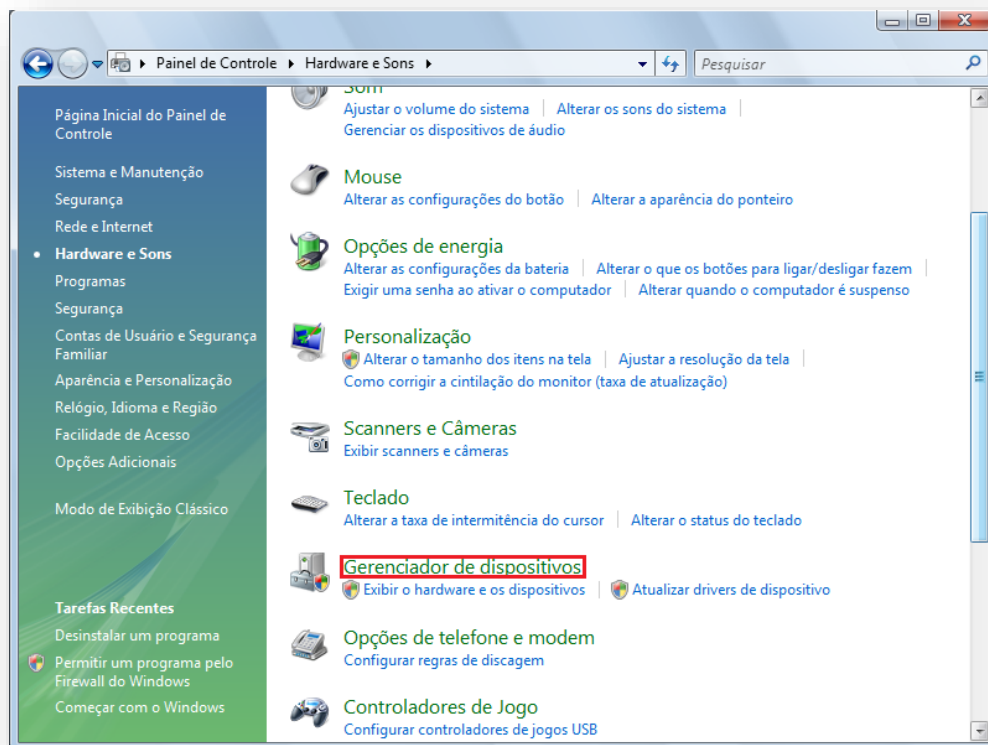 Painel de Controle Hardware e Sons Pesquisar
Página Inicial do Painel de
Controle
Sistema e Manutenção
Segurança
Rede e Internet
Hardware e Sons
Programas
Segurança
Contas de Usuário e Segurança
Familiar
Aparência e Personalização
Relógio, Idioma e Região
Facilidade de Acesso
Opções Adicionais
Modo de Exibição Clássico
Tarefas Recentes
Desinstalar um programa
Permitir um programa pelo
Firewall do Windows
Começar com o Windows
Som
Ajustar o volume do sistema Alterar os sons do sistema
Gerenciar os dispositivos de áudio
Mouse
Alterar as configurações do botão Alterar a aparência do ponteiro
Opções de energia
Alterar as configurações da bateria Alterar o que os botões para ligar/desligar fazem
Exigir uma senha ao ativar o computador Alterar quando o computador é suspenso
Personalização
Alterar o tamanho dos itens na tela Ajustar a resolução da tela
Como corrigir a cintilação do monitor (taxa de atualização)
Scanners e Câmeras
Exibir scanners e câmeras
Teclado
Alterar a taxa de intermitência do cursor Alterar o status do teclado
Gerenciador de dispositivos
Exibir o hardware e os dispositivos Atualizar drivers de dispositivo
Opções de telefone e modem
Configurar regras de discagem
Controladores de Jogo
Configurar controladores de jogos USB